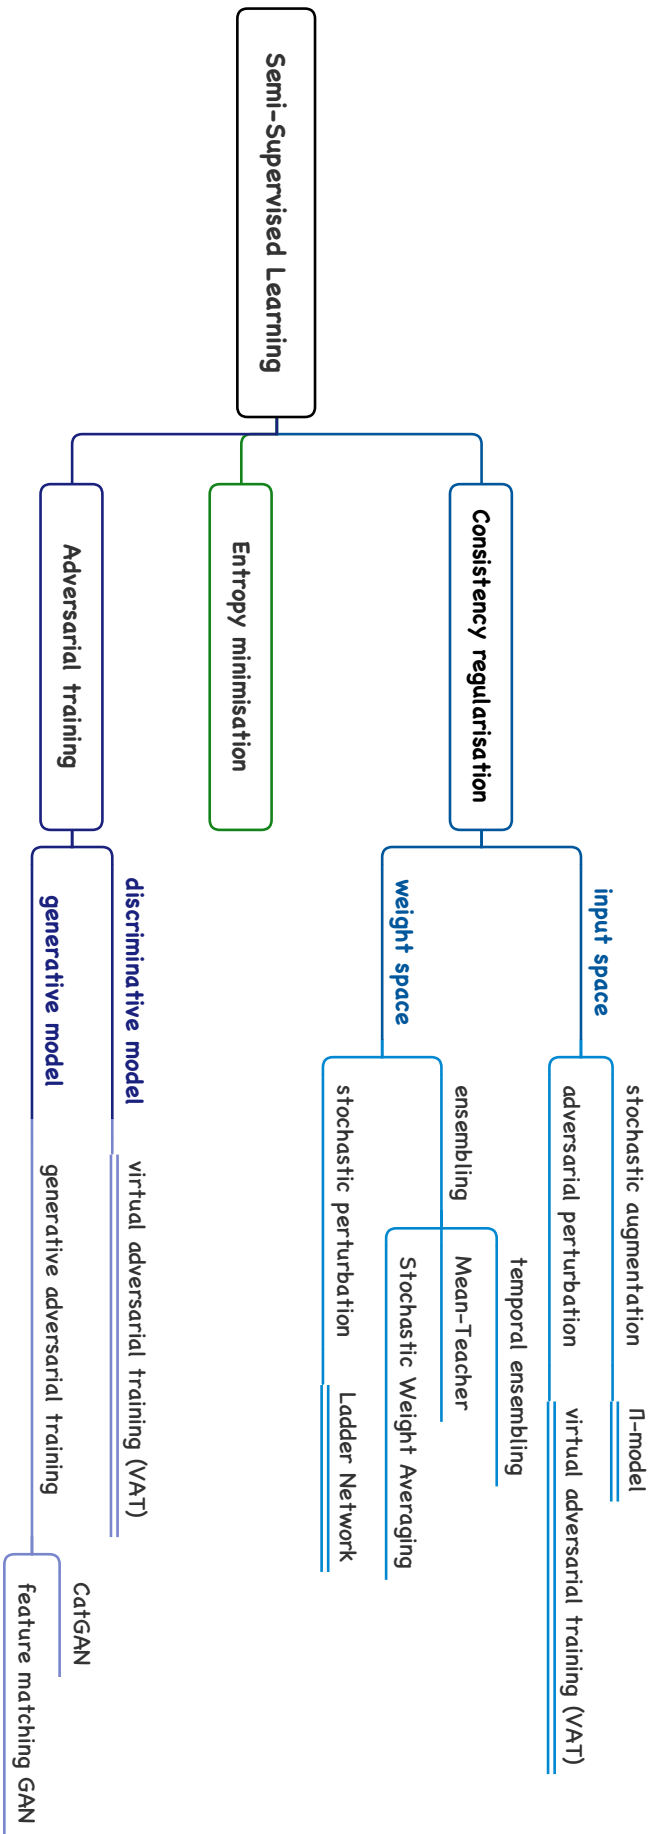 Semi-Supervised Learning
Consistency regularisation
input space
stochastic augmentation
Π-model
adversarial perturbation
virtual adversarial training (VAT)
weight space
ensembling
temporal ensembling
Mean-Teacher
Stochastic Weight Averaging
stochastic perturbation
Ladder Network
Entropy minimisation
Adversarial training
discriminative model
virtual adversarial training (VAT)
generative model
generative adversarial training
CatGAN
feature matching GAN